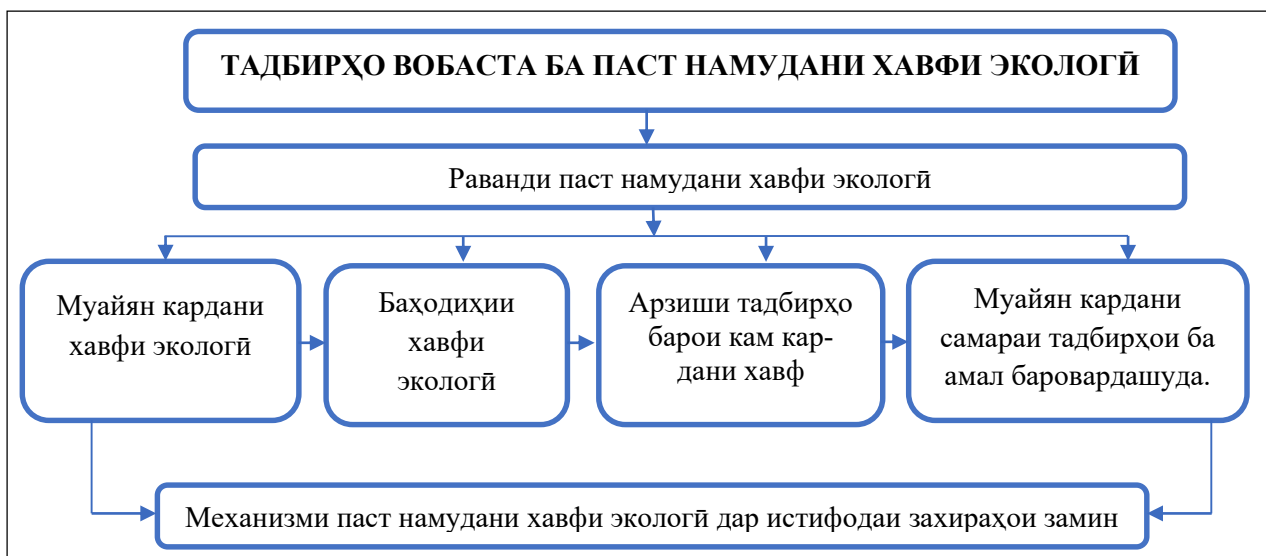 ТАДБИРҲО ВОБАСТА БА ПАСТ НАМУДАНИ ХАВФИ ЭКОЛОГӢ
Раванди паст намудани хавфи экологӣ
Муайян кардани
хавфи экологӣ
Баҳодиҳии
хавфи
экологӣ
Арзиши тадбирҳо
барои кам кар-
дани хавф
Муайян кардани
самараи тадбирҳои ба
амал баровардашуда.
Механизми паст намудани хавфи экологӣ дар истифодаи захираҳои замин